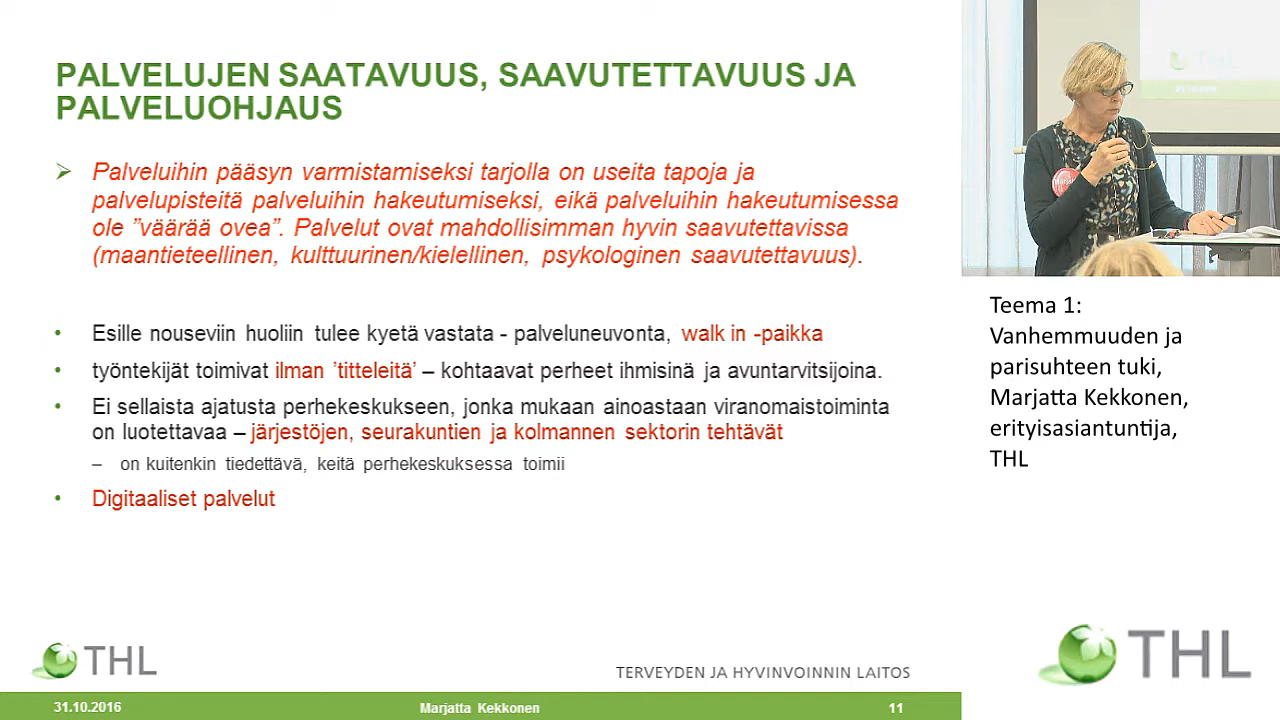 PALVELUJEN SAATAVUUS, SAAVUTETTAVUUS JA
PALVELUOHJAUS
Palveluihin pääsyn varmistamiseksi tarjolla on useita tapoja ja
palvelupisteitä palveluihin hakeutumiseksi, eikä palveluihin hakeutumisessa
ole ”väärää ovea”. Palvelut ovat mahdollisimman hyvin saavutettavissa
(maantieteellinen, kulttuurinen/kielellinen, psykologinen saavutettavuus).
• Esille nouseviin huoliin tulee kyetä vastata - palveluneuvonta, walk in -paikka
• työntekijät toimivat ilman ’titteleitä’ – kohtaavat perheet ihmisinä ja avuntarvitsijoina.
• Ei sellaista ajatusta perhekeskukseen, jonka mukaan ainoastaan viranomaistoiminta
on luotettavaa – järjestöjen, seurakuntien ja kolmannen sektorin tehtävät
– on kuitenkin tiedettävä, keitä perhekeskuksessa toimii
• Digitaaliset palvelut
THL
TERVEYDEN JA HYVINVOINNIN LAITOS
31.10.2016
Marjatta Kekkonen
11
Teema 1:
Vanhemmuuden ja
parisuhteen tuki,
Marjatta Kekkonen,
erityisasiantuntija,
THL
THL